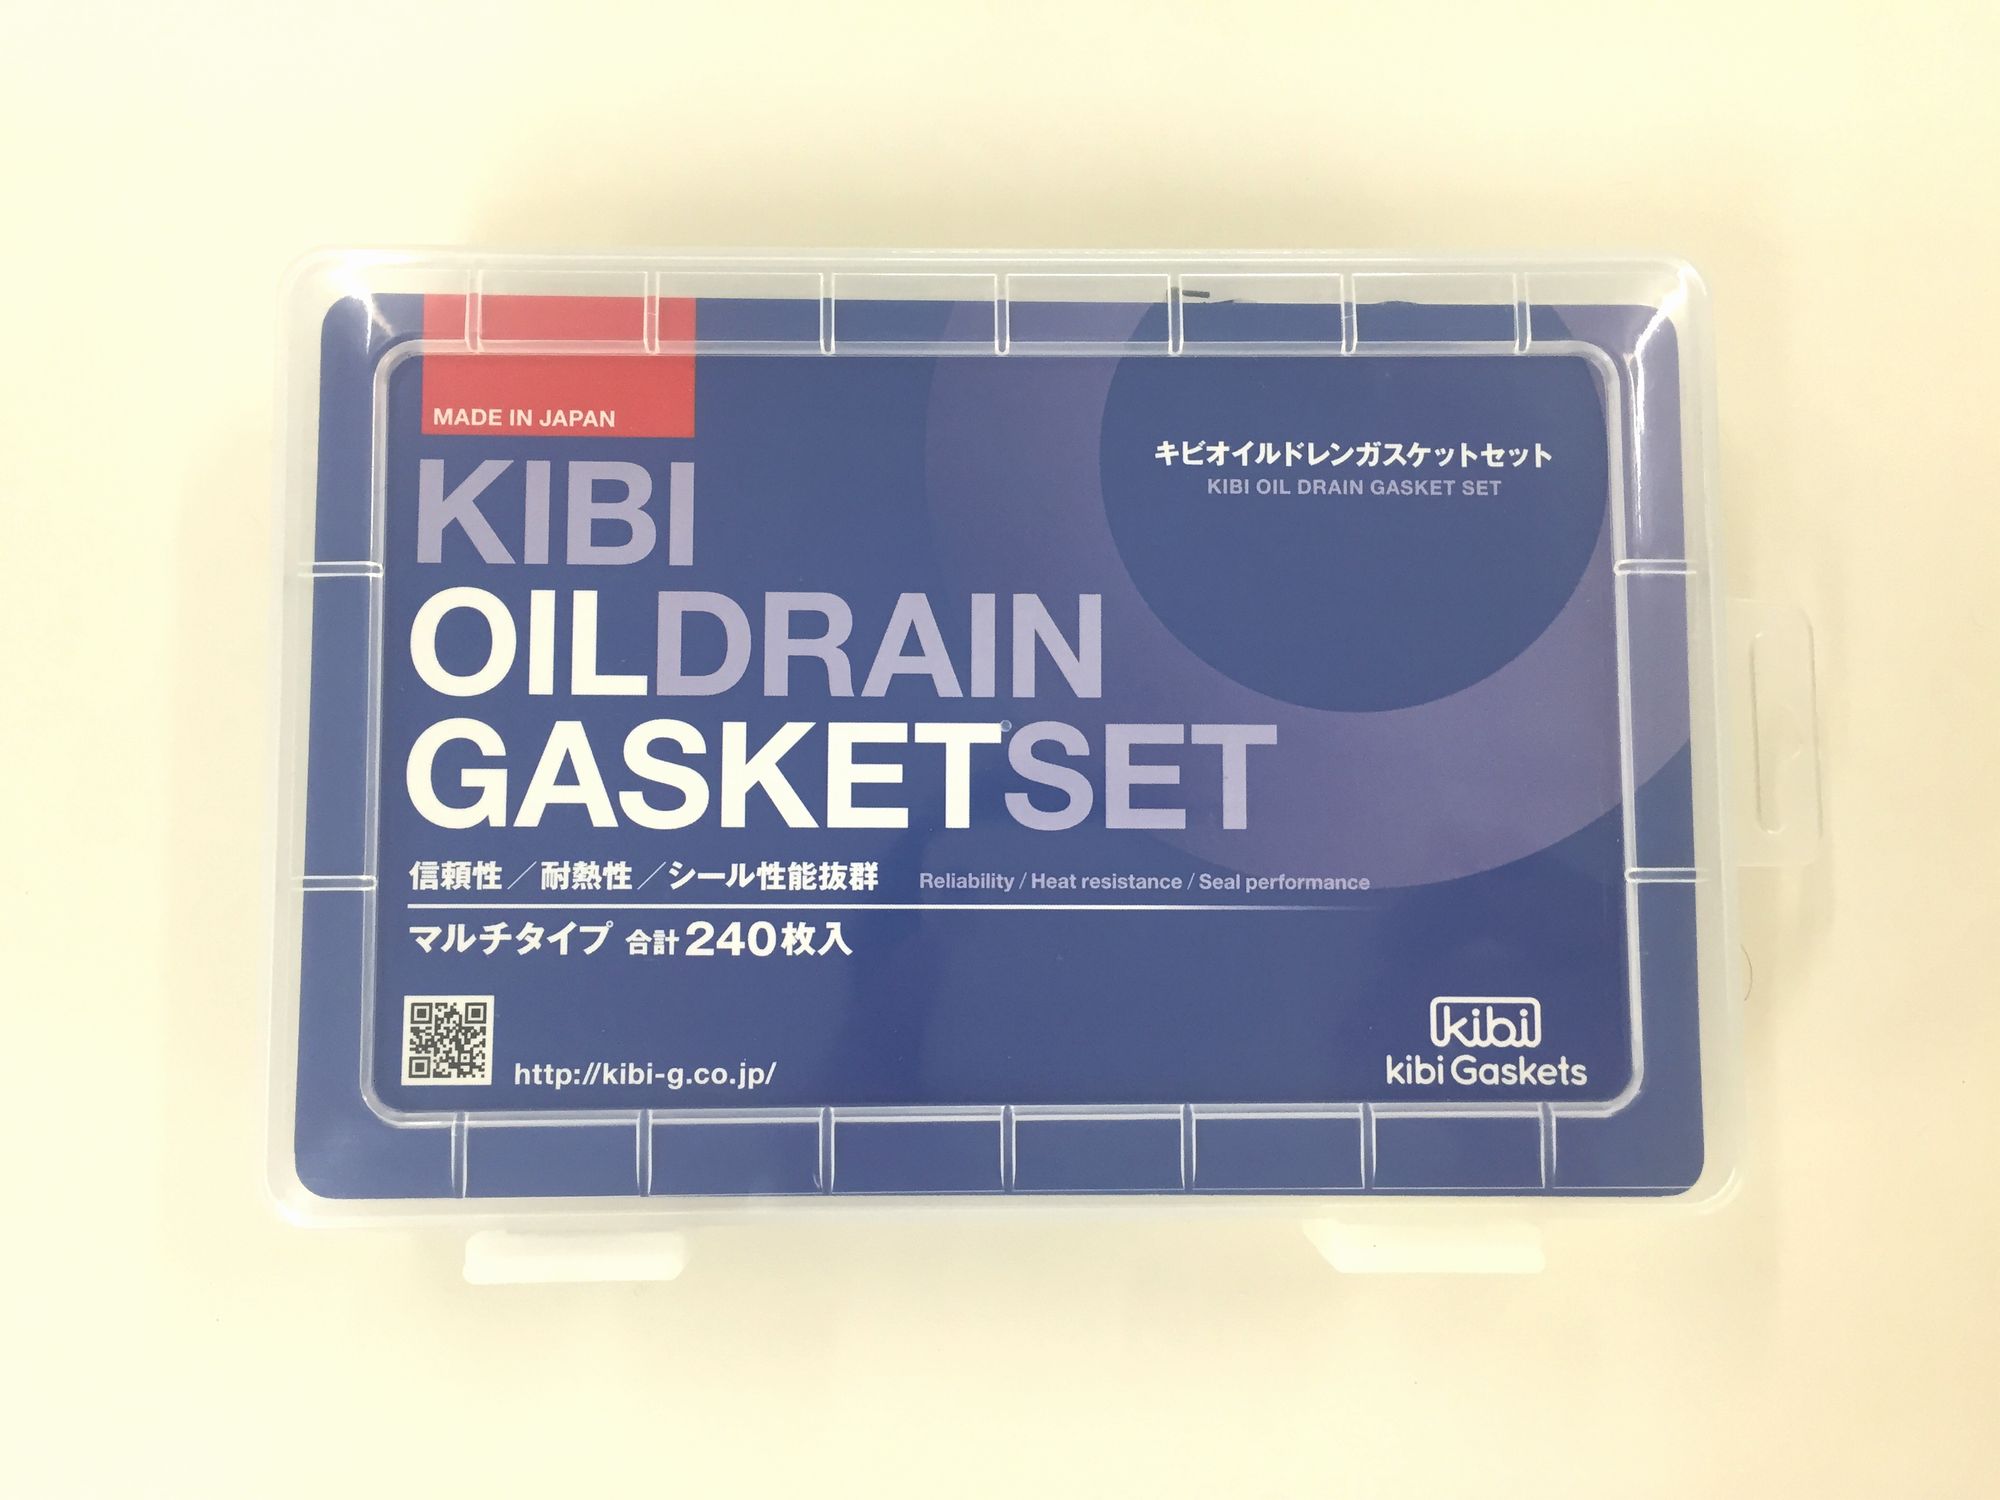 MADE IN JAPAN
KIBI
OILDRAIN
GASKETSET
キビオイルドレンガスケットセット
KIBI OIL DRAIN GASKET SET
信頼性／耐熱性／シール性能抜群 Reliability / Heat resistance / Seal performance
マルチタイプ 合計240枚入
http://kibi-g.co.jp/
kibi
kibi Gaskets